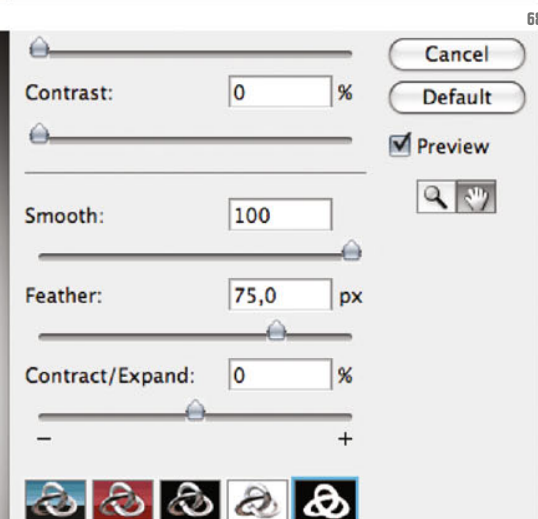 68
Cancel
Contrast: 0 %
Default
Preview
Smooth: 100
Feather: 75,0 px
Contract/Expand: 0 %
− +